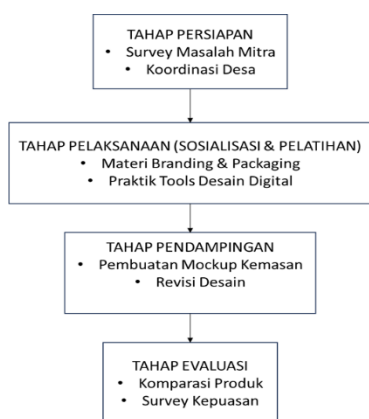 TAHAP PERSIAPAN
• Survey Masalah Mitra
• Koordinasi Desa
TAHAP PELAKSANAAN (SOSIALISASI & PELATIHAN)
• Materi Branding & Packaging
• Praktik Tools Desain Digital
TAHAP PENDAMPINGAN
• Pembuatan Mockup Kemasan
• Revisi Desain
TAHAP EVALUASI
• Komparasi Produk
• Survey Kepuasan